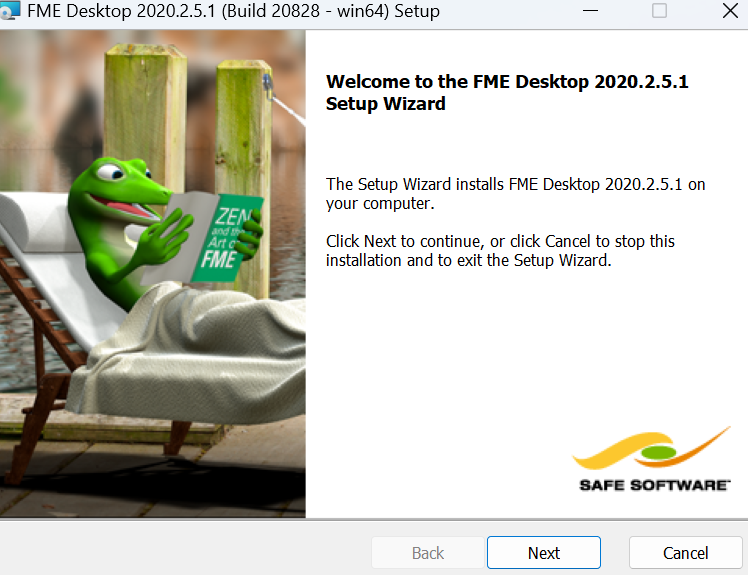 FME Desktop 2020.2.5.1 (Build 20828 - win64) Setup
Welcome to the FME Desktop 2020.2.5.1
Setup Wizard
The Setup Wizard installs FME Desktop 2020.2.5.1 on
your computer.
Click Next to continue, or click Cancel to stop this
installation and to exit the Setup Wizard.
ZEN
and the
Art of
FME
SAFE SOFTWARE
Back
Next
Cancel